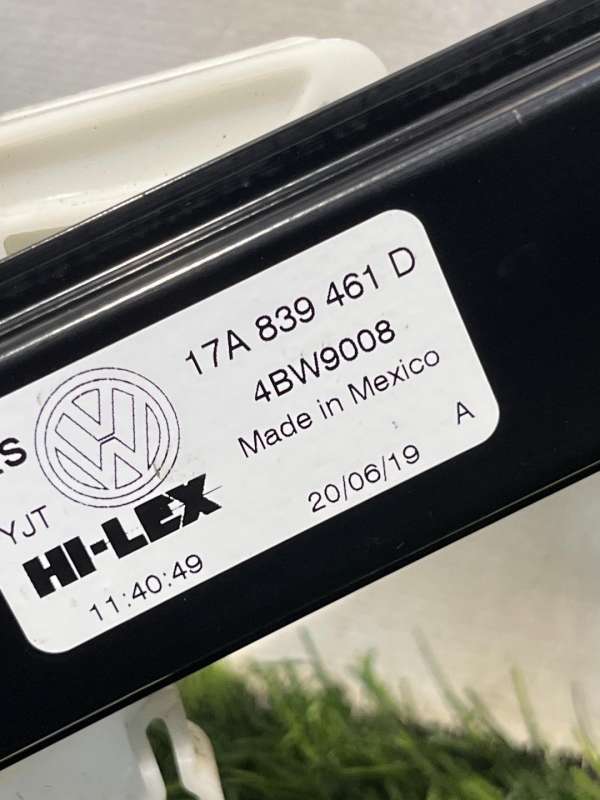 17A 839 461 D
4BW9008
Made in Mexico
20/06/19 A
YJT
HI-LEX
11:40:49